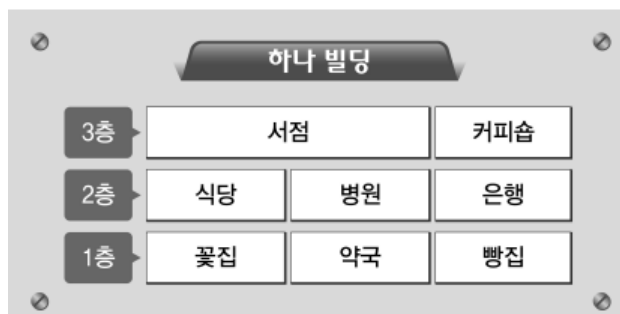 하나 빌딩
3층 서점 커피숍
2층 식당 병원 은행
1층 꽃집 약국 빵집